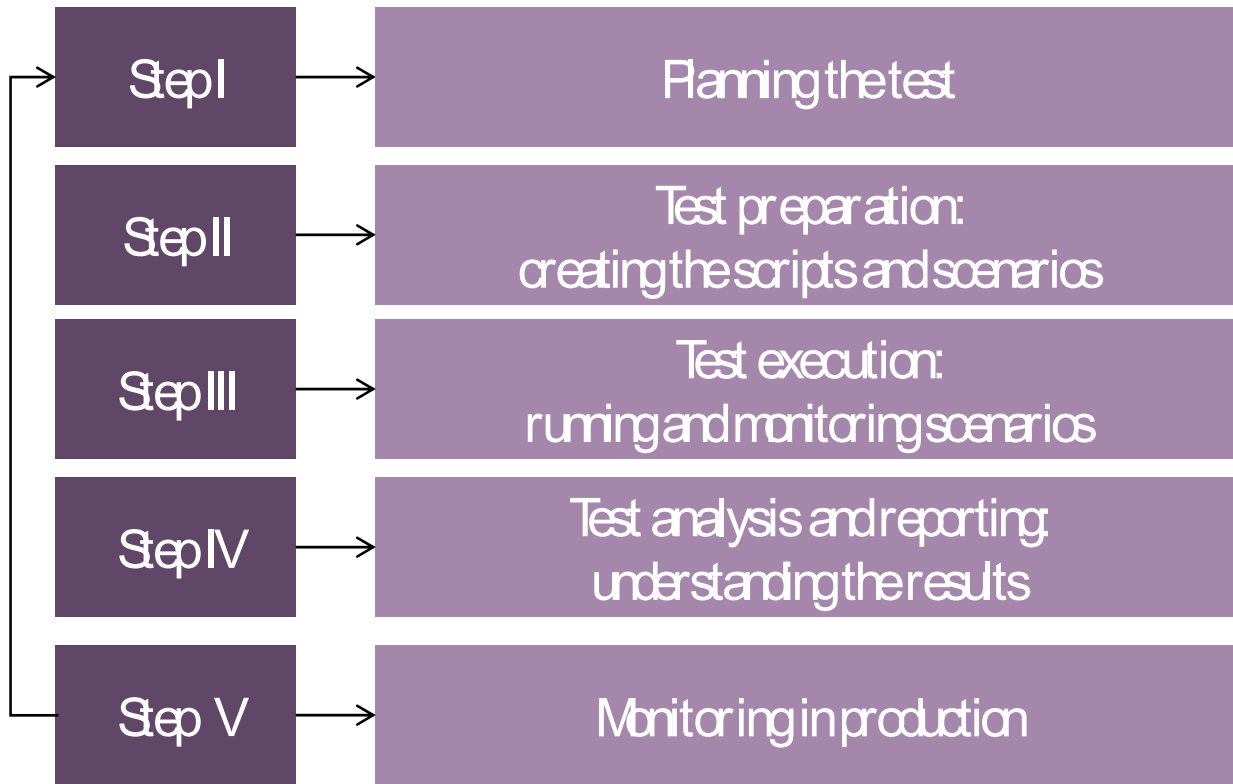 Step I
Planning the test
Step II
Test preparation:
creating the scripts and scenarios
Step III
Test execution:
running and monitoring scenarios
Step IV
Test analysis and reporting:
understanding the results
Step V
Monitoring in production